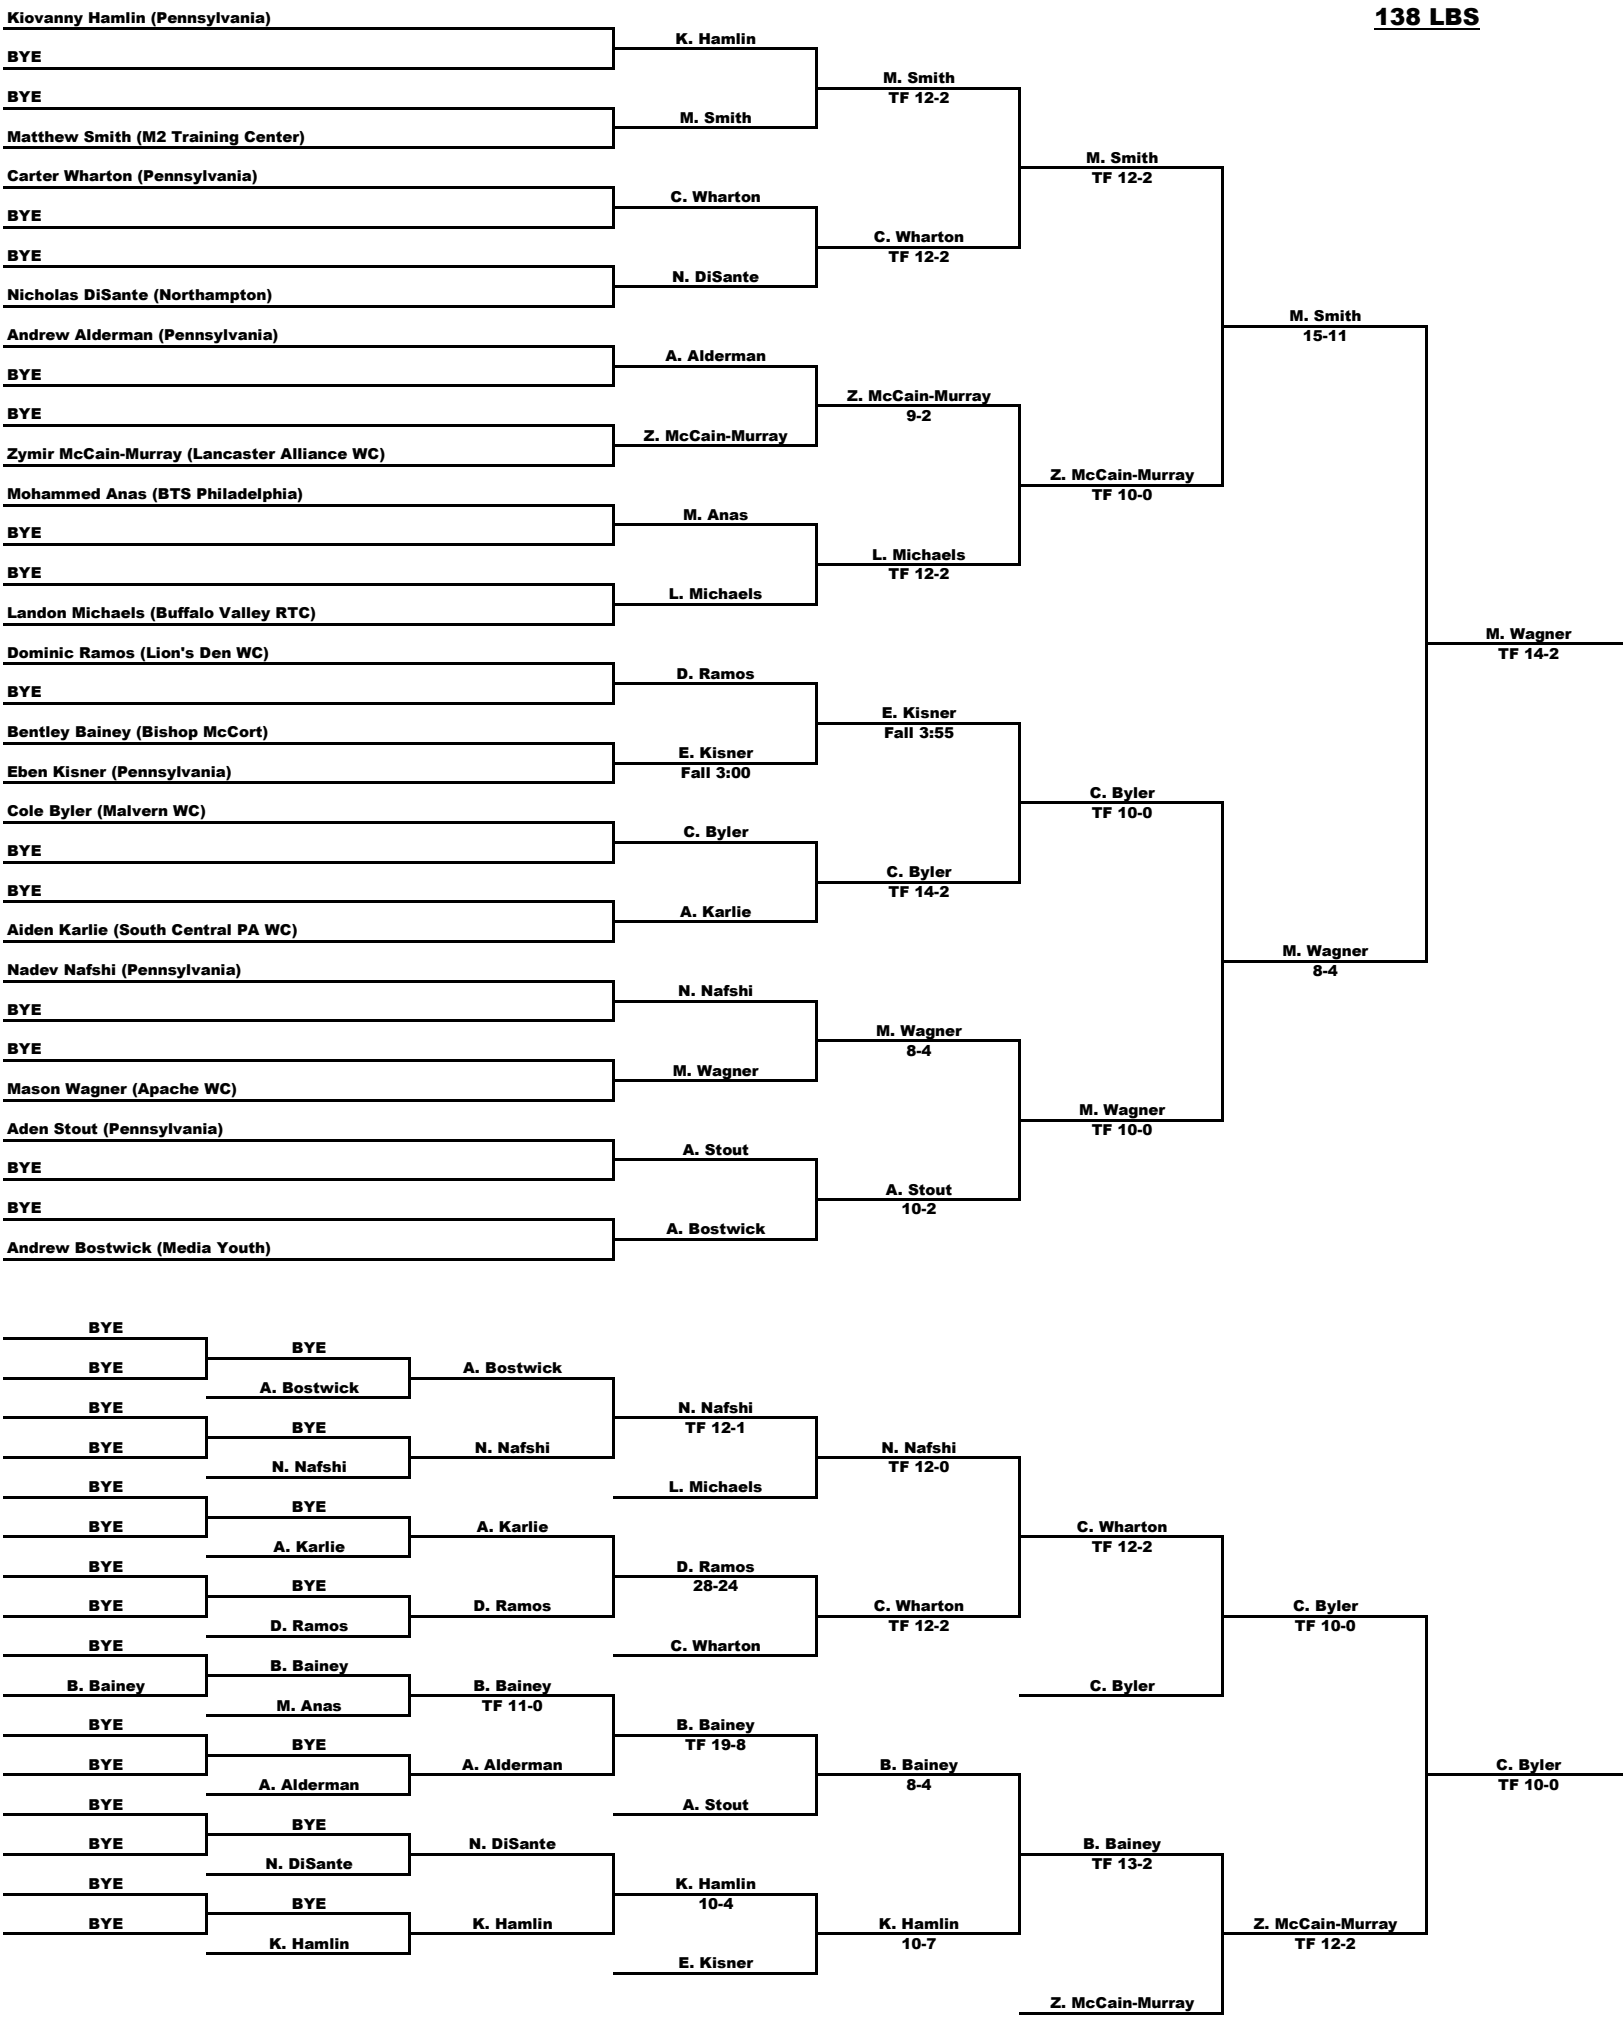 138 LBS
Kiovanny Hamlin (Pennsylvania)
BYE
BYE
Matthew Smith (M2 Training Center)
Carter Wharton (Pennsylvania)
BYE
BYE
Nicholas DiSante (Northampton)
Andrew Alderman (Pennsylvania)
BYE
BYE
Zymir McCain-Murray (Lancaster Alliance WC)
Mohammed Anas (BTS Philadelphia)
BYE
BYE
Landon Michaels (Buffalo Valley RTC)
Dominic Ramos (Lion's Den WC)
BYE
Bentley Bainey (Bishop McCort)
Eben Kisner (Pennsylvania)
Cole Byler (Malvern WC)
BYE
BYE
Aiden Karlie (South Central PA WC)
Nadev Nafshi (Pennsylvania)
BYE
BYE
Mason Wagner (Apache WC)
Aden Stout (Pennsylvania)
BYE
BYE
Andrew Bostwick (Media Youth)
K. Hamlin
M. Smith
C. Wharton
N. DiSante
A. Alderman
Z. McCain-Murray
M. Anas
L. Michaels
D. Ramos
E. Kisner
Fall 3:00
C. Byler
A. Karlie
N. Nafshi
M. Wagner
A. Stout
A. Bostwick
M. Smith
TF 12-2
C. Wharton
TF 12-2
Z. McCain-Murray
9-2
L. Michaels
TF 12-2
E. Kisner
Fall 3:55
C. Byler
TF 14-2
M. Wagner
8-4
A. Stout
10-2
M. Smith
TF 12-2
Z. McCain-Murray
TF 10-0
C. Byler
TF 10-0
M. Wagner
TF 10-0
M. Smith
15-11
M. Wagner
8-4
M. Wagner
TF 14-2
BYE
BYE
BYE
BYE
BYE
BYE
BYE
BYE
BYE
B. Bainey
BYE
BYE
BYE
BYE
BYE
BYE
BYE
A. Bostwick
BYE
N. Nafshi
BYE
A. Karlie
BYE
D. Ramos
B. Bainey
M. Anas
BYE
A. Alderman
BYE
N. DiSante
BYE
K. Hamlin
A. Bostwick
N. Nafshi
A. Karlie
D. Ramos
B. Bainey
TF 11-0
A. Alderman
N. DiSante
K. Hamlin
N. Nafshi
TF 12-1
L. Michaels
D. Ramos
28-24
C. Wharton
B. Bainey
TF 19-8
A. Stout
K. Hamlin
10-4
E. Kisner
N. Nafshi
TF 12-0
C. Wharton
TF 12-2
B. Bainey
8-4
K. Hamlin
10-7
C. Wharton
TF 12-2
C. Byler
B. Bainey
TF 13-2
Z. McCain-Murray
C. Byler
TF 10-0
Z. McCain-Murray
TF 12-2
C. Byler
TF 10-0